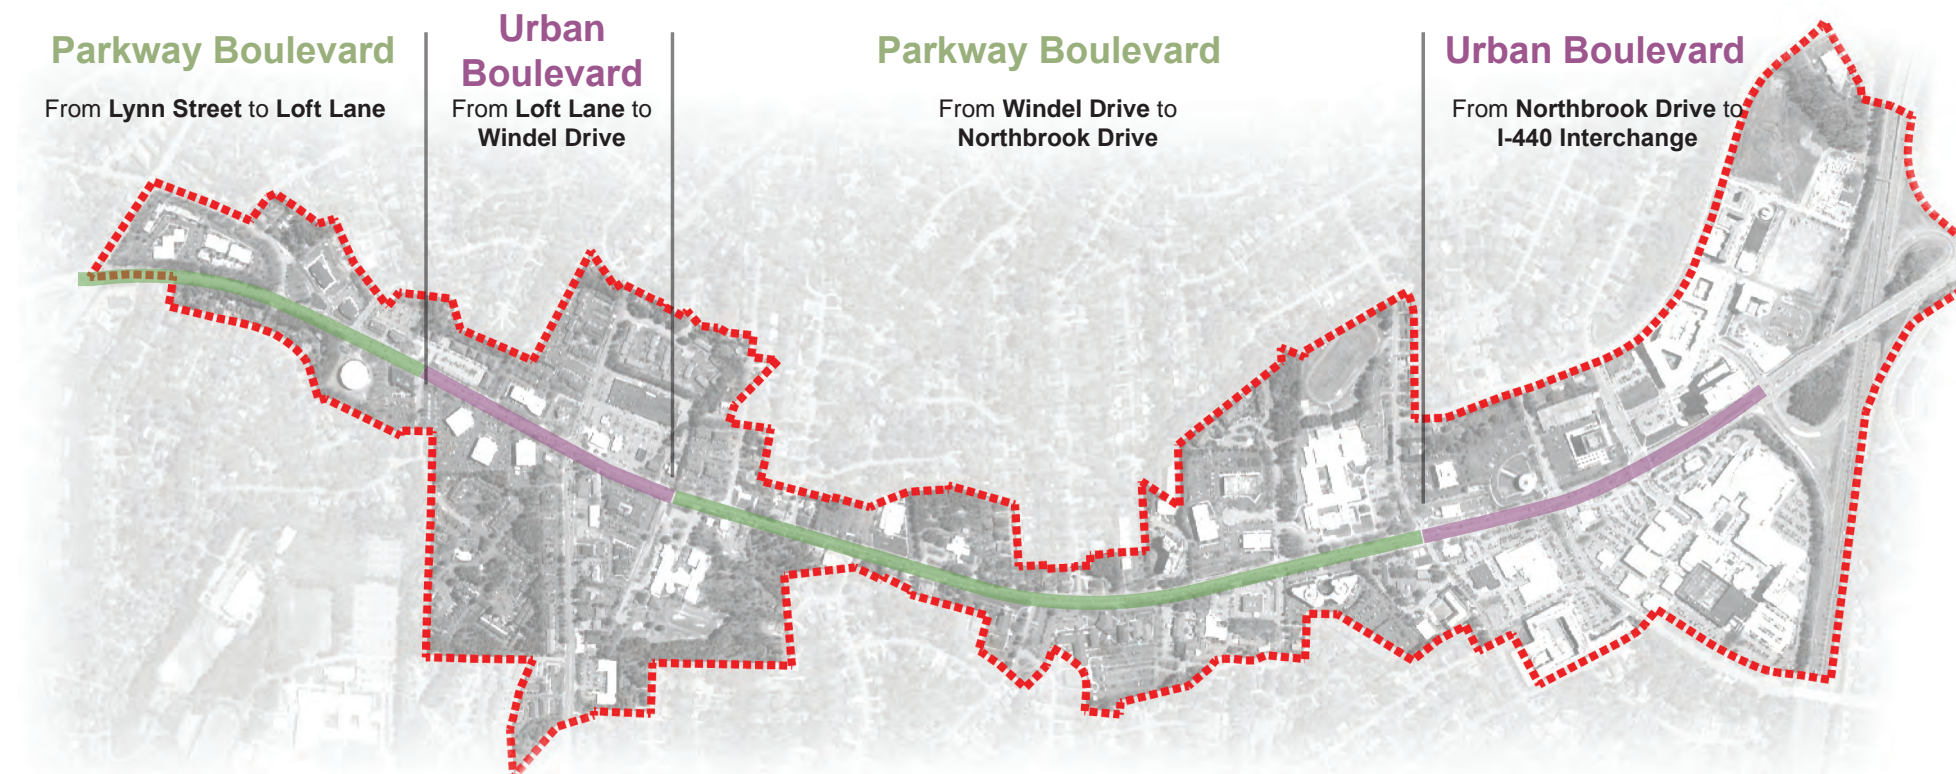 Parkway Boulevard
From Lynn Street to Loft Lane
Urban
Boulevard
From Loft Lane to
Windel Drive
Parkway Boulevard
From Windel Drive to
Northbrook Drive
Urban Boulevard
From Northbrook Drive to
I-440 Interchange